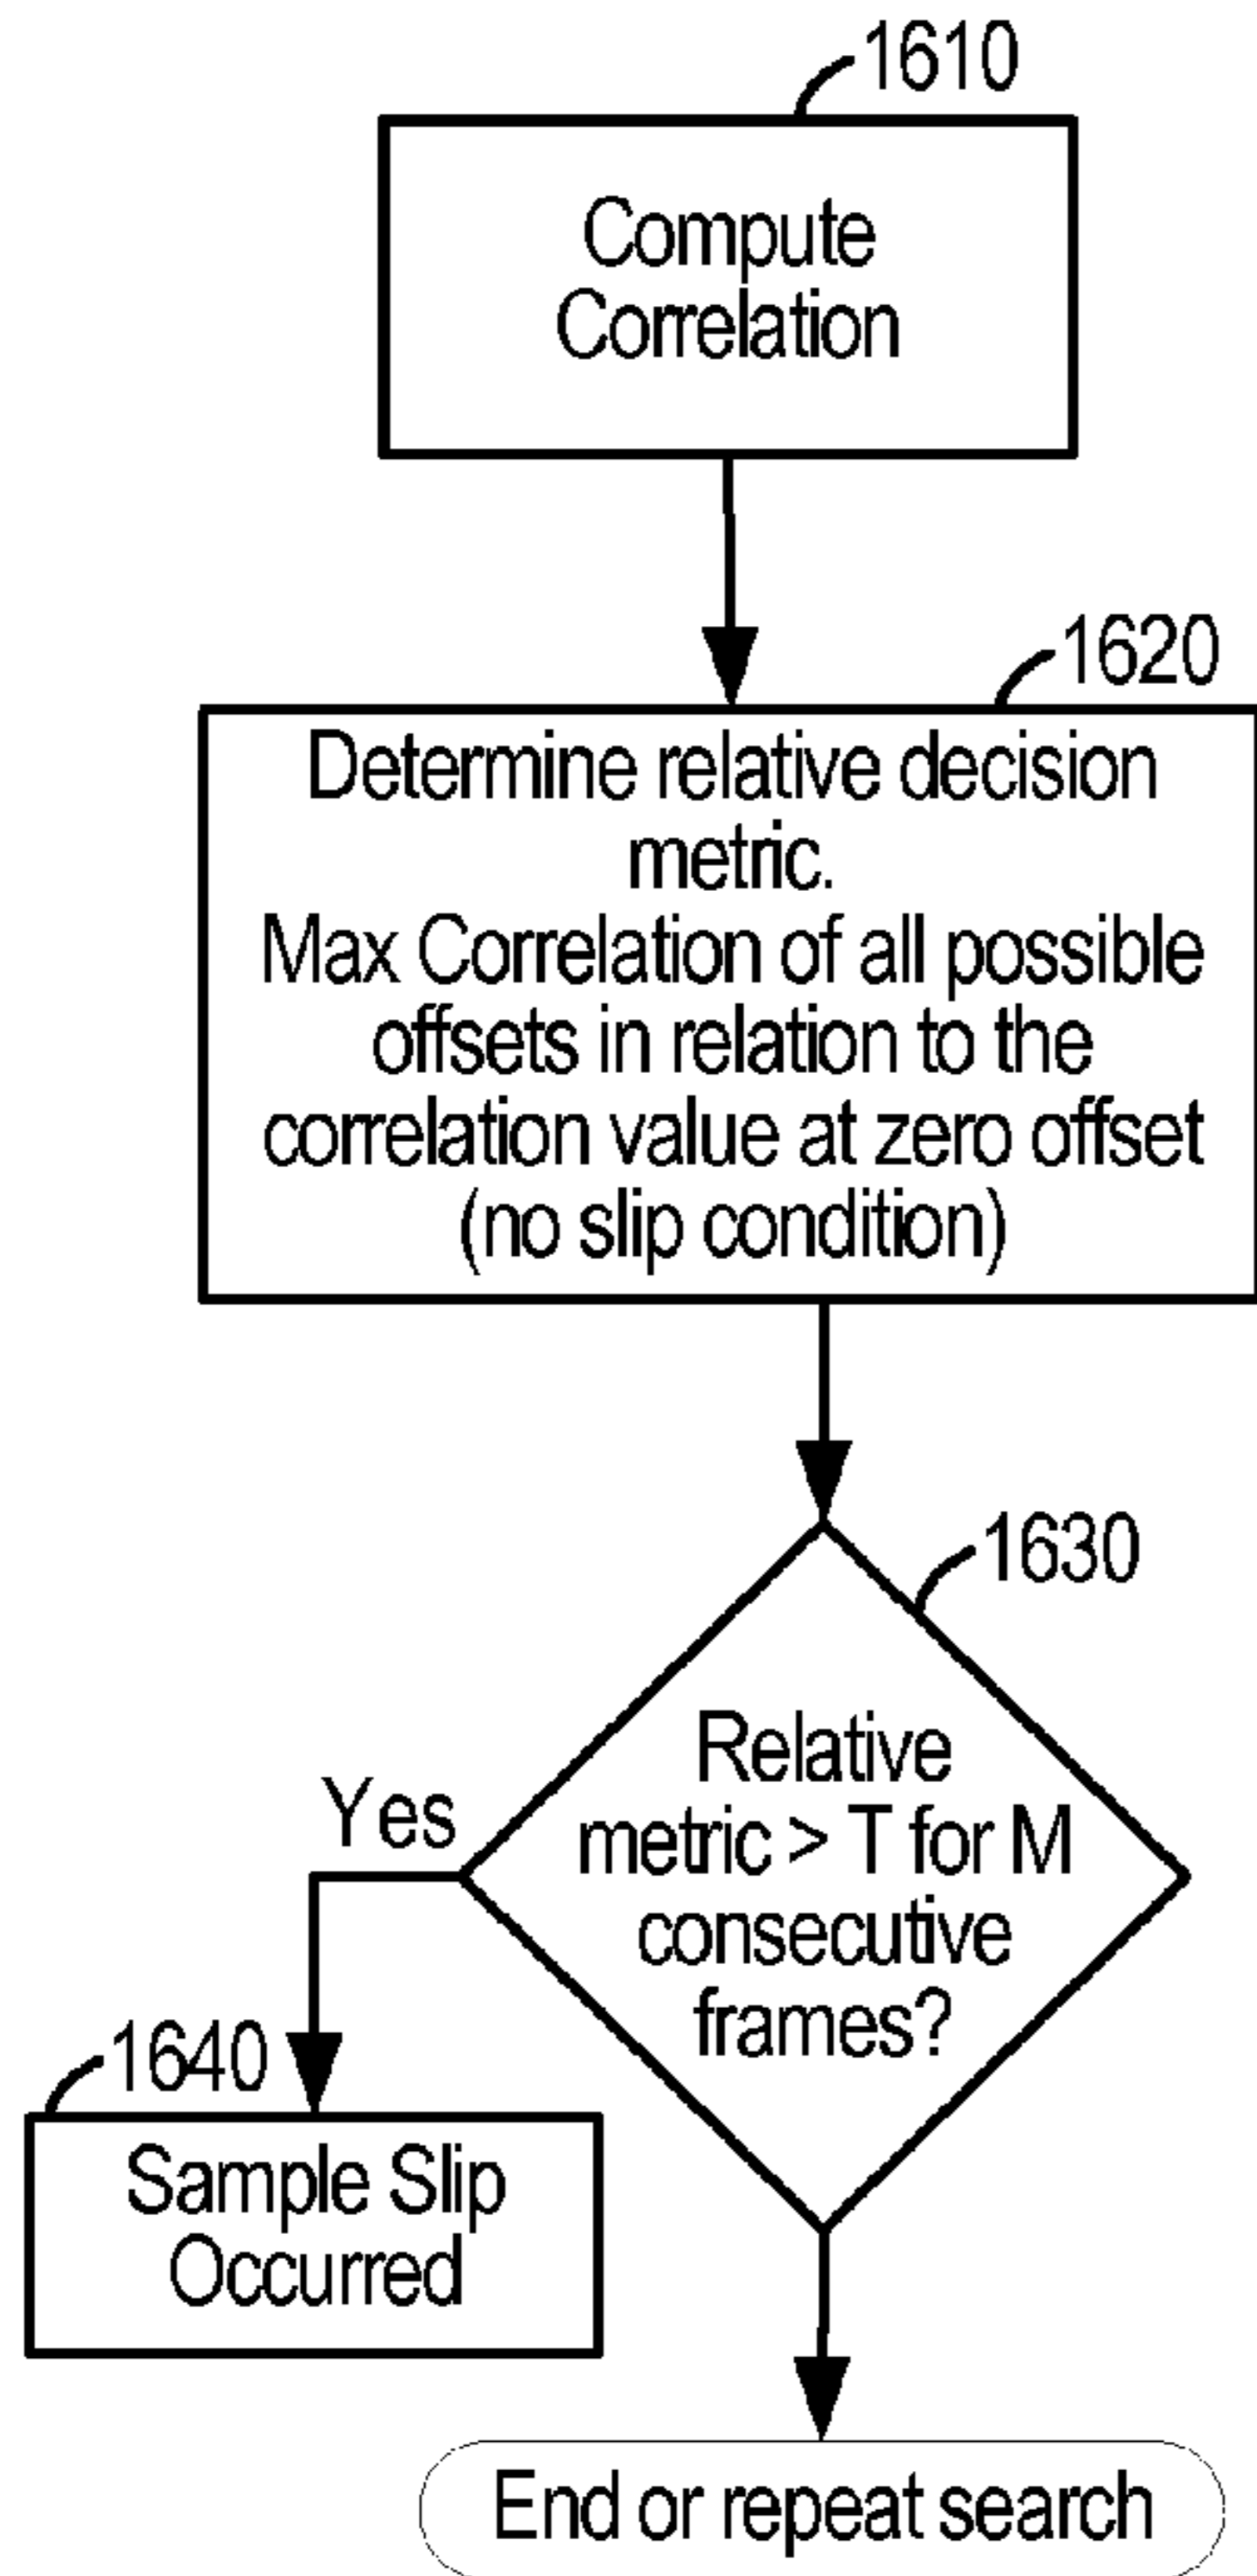 1610
Compute
Correlation
1620
Determine relative decision
metric.
Max Correlation of all possible
offsets in relation to the
correlation value at zero offset
(no slip condition)
1630
Relative
metric > T for M
consecutive
frames?
Yes
1640
Sample Slip
Occurred
End or repeat search